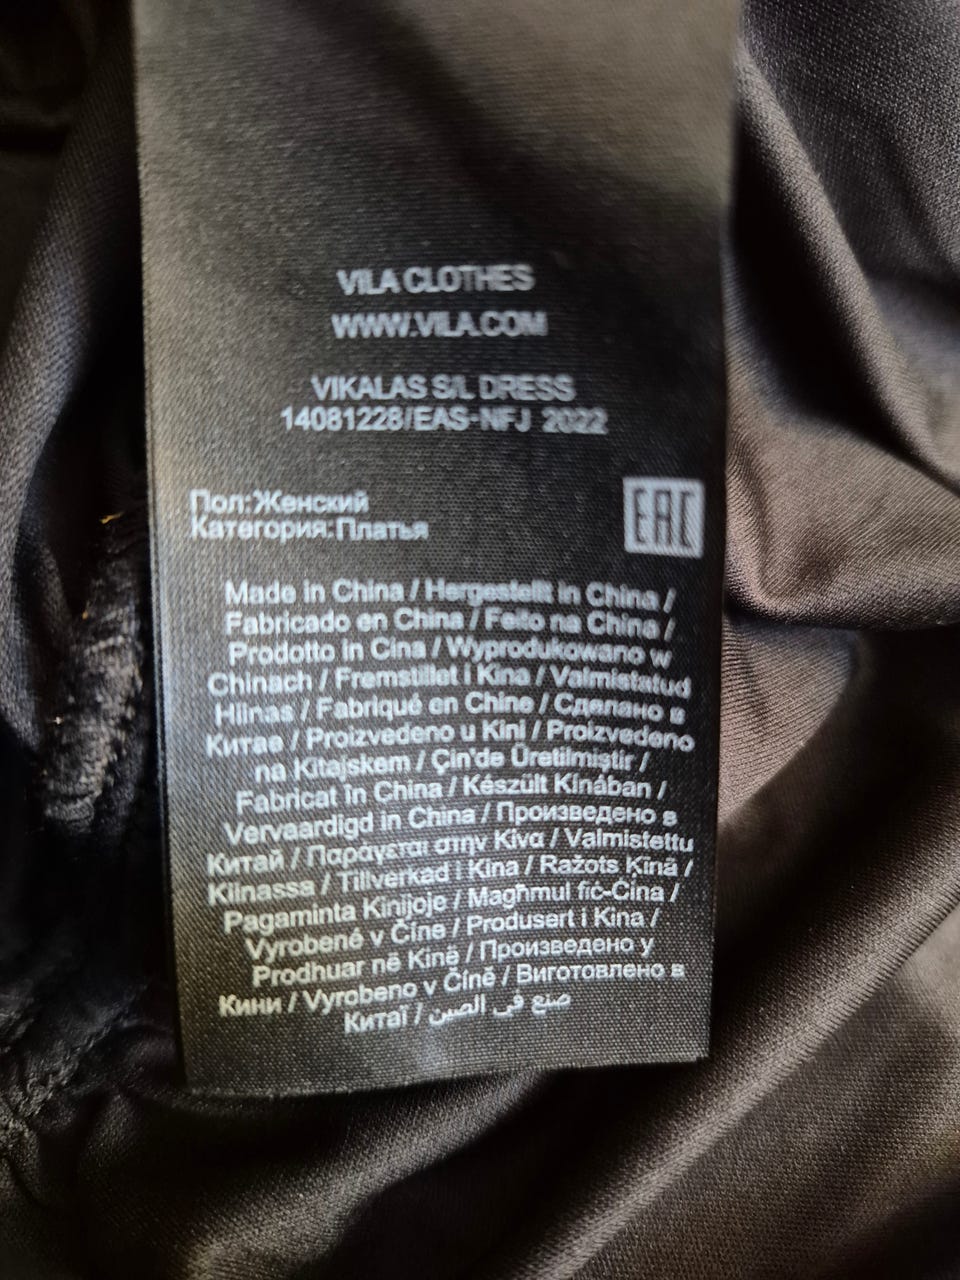 VILA CLOTHES
WWW.VILA.COM
VIKALAS S/L DRESS
14081228/EAS-NFJ 2022
Пол:Женский
Категория:Платья
EAC
Made in China / Hergestellt in China /
Fabricado en China / Feito na China /
Prodotto in Cina / Wyprodukowano w
Chinach / Fremstillet i Kina / Valmistatud
Hiinas / Fabriqué en Chine / Сделано в
Китае / Proizvedeno u Kini / Proizvedeno
na Kitajskem / Çin'de Üretilmiştir /
Fabricat în China / Készült Kínában /
Vervaardigd in China / Произведено в
Китай / Παράγεται στην Κίνα / Valmistettu
Kiinassa / Tillverkad i Kina / Ražots Ķīnā /
Pagaminta Kinijoje / Magħmul fiċ-Ċina /
Vyrobené v Číne / Produsert i Kina /
Prodhuar në Kinë / Произведено у
Кини / Vyrobeno v Číně / Виготовлено в
Китаї / صنع فى الصين